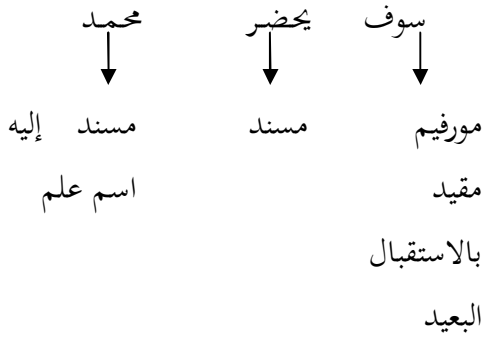 سوف يحضر محمد
مورفيم مسند مسند إليه
مقيد اسم علم
بالاستقبال
البعيد